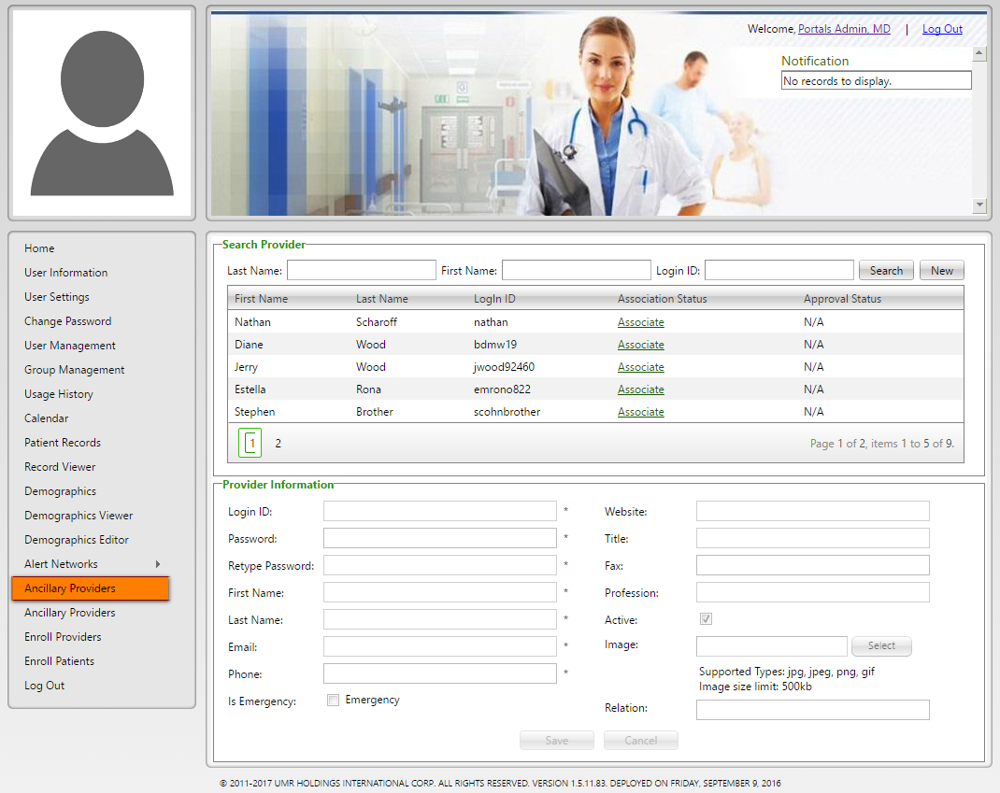 Welcome, Portals Admin, MD | Log Out
Notification
No records to display.
Home
User Information
User Settings
Change Password
User Management
Group Management
Usage History
Calendar
Patient Records
Record Viewer
Demographics
Demographics Viewer
Demographics Editor
Alert Networks
Ancillary Providers
Ancillary Providers
Enroll Providers
Enroll Patients
Log Out
Search Provider
Last Name: First Name: Login ID: Search New
First Name Last Name LogIn ID Association Status Approval Status
Nathan Scharoff nathan Associate N/A
Diane Wood bdmw19 Associate N/A
Jerry Wood jwood92460 Associate N/A
Estella Rona emrono822 Associate N/A
Stephen Brother scohnbrother Associate N/A
1 2 Page 1 of 2, items 1 to 5 of 9.
Provider Information
Login ID: * Website:
Password: * Title:
Retype Password: * Fax:
First Name: * Profession:
Last Name: * Active:
Email: * Image: Select
Phone: * Supported Types: jpg, jpeg, png, gif
Image size limit: 500kb
Is Emergency: Emergency Relation:
Save Cancel
© 2011-2017 UMR HOLDINGS INTERNATIONAL CORP. ALL RIGHTS RESERVED. VERSION 1.5.11.83. DEPLOYED ON FRIDAY, SEPTEMBER 9, 2016